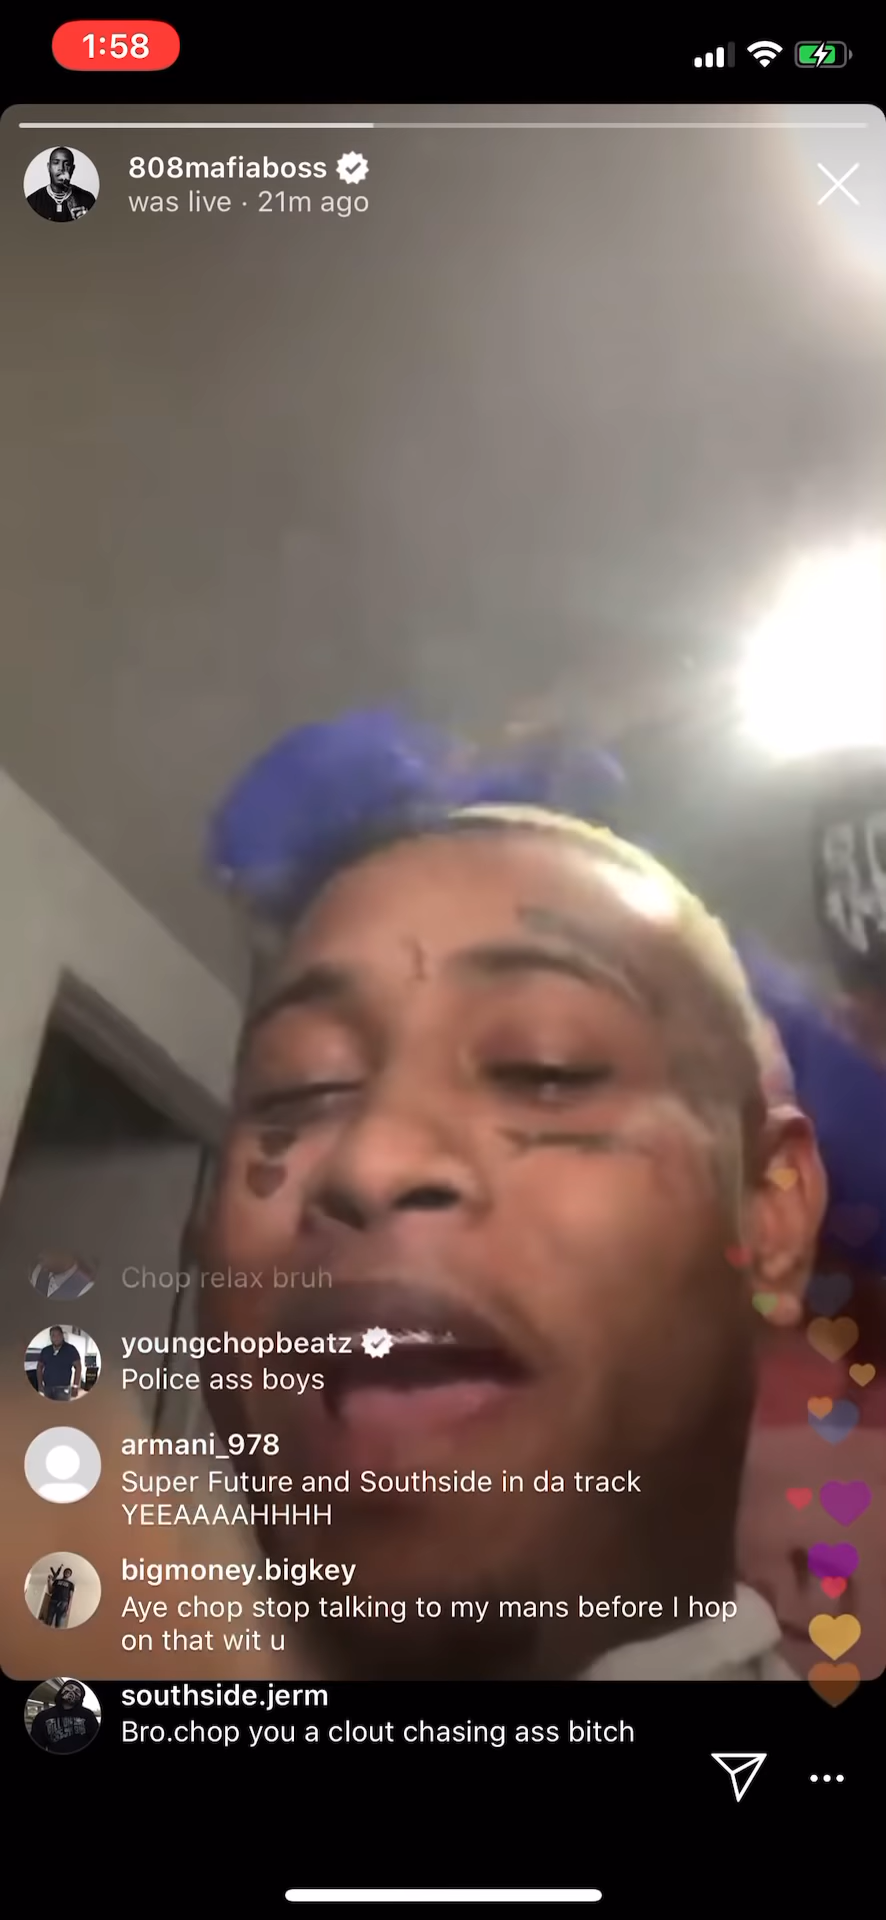 1:58
808mafiaboss
was live · 21m ago
Chop relax bruh
youngchopbeatz
Police ass boys
armani_978
Super Future and Southside in da track
YEEAAAAHHHH
bigmoney.bigkey
Aye chop stop talking to my mans before I hop
on that wit u
southside.jerm
Bro.chop you a clout chasing ass bitch